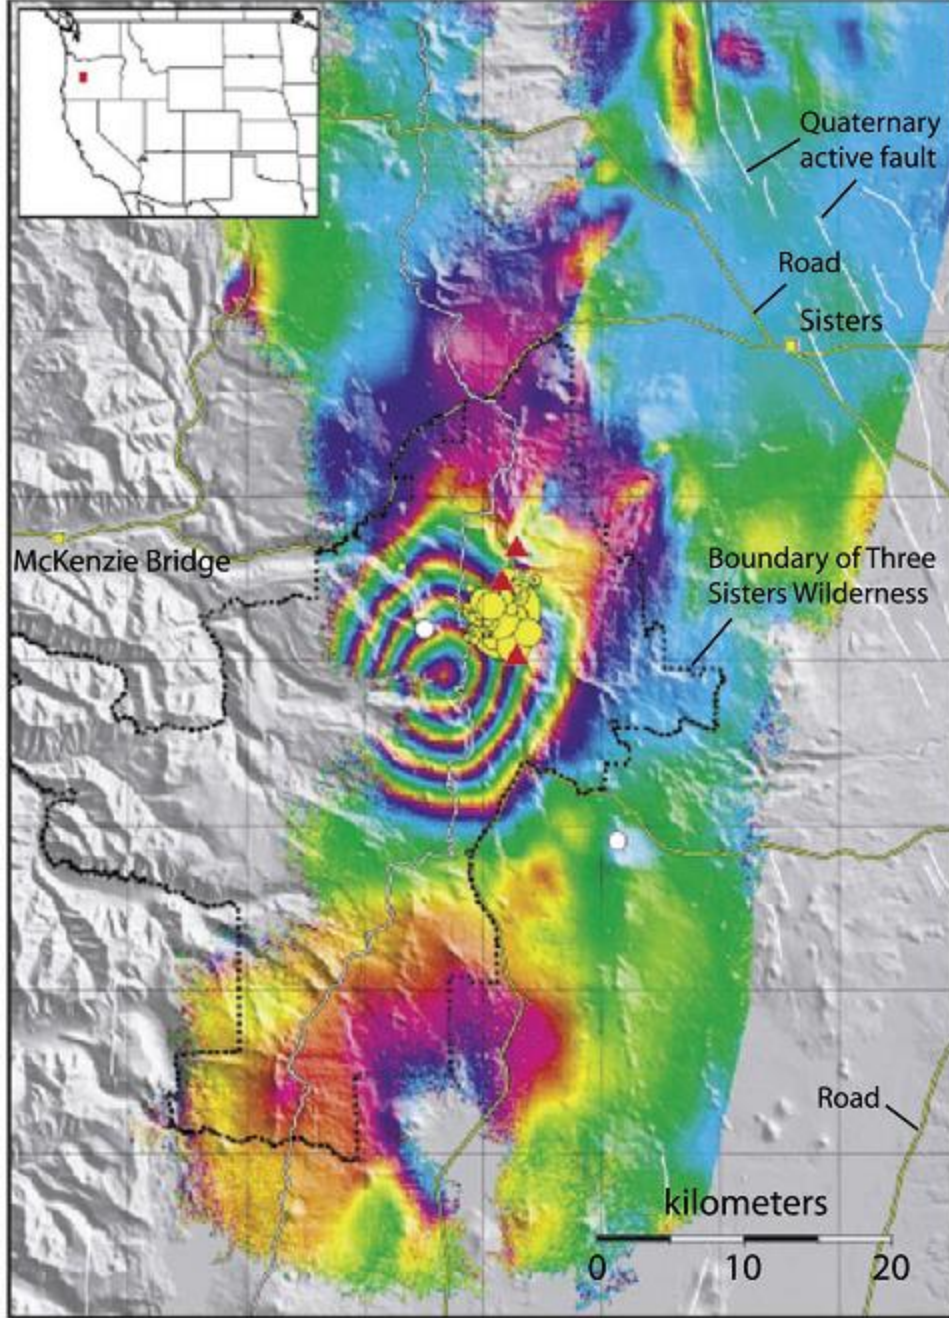 Quaternary
active fault
Road
Sisters
McKenzie Bridge
Boundary of Three
Sisters Wilderness
Road
kilometers
0 10 20